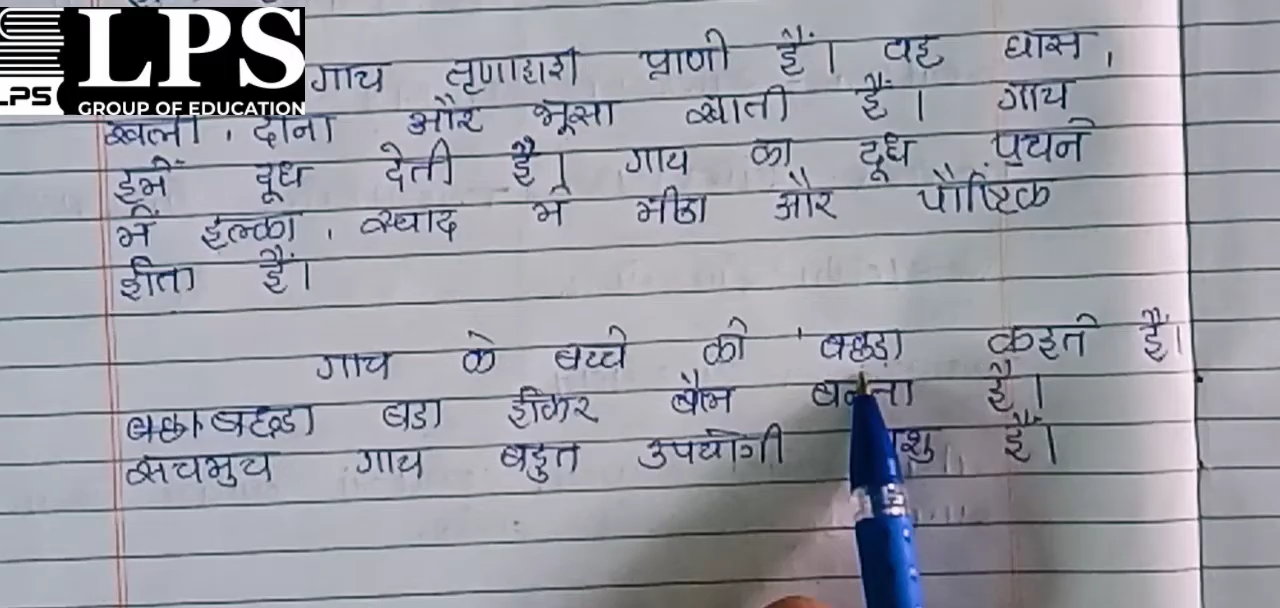 LPS
LPS
GROUP OF EDUCATION
गाय तृणाहारी प्राणी हैं। वह घास,
खली, दाना और भूसा खाती हैं। गाय
हमें दूध देती है। गाय का दूध पचने
में हल्का, स्वाद में मीठा और पौष्टिक
होता हैं।
गाय के बच्चे को 'बछड़ा कहते हैं।
बछडा बडा होकर बैल बनता है।
सचमुच गाय बहुत उपयोगी हैं।